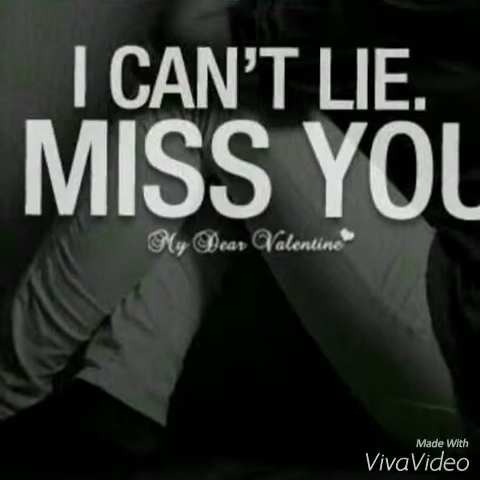 I CAN'T LIE.
MISS YOU
My Dear Valentine
Made With
VivaVideo